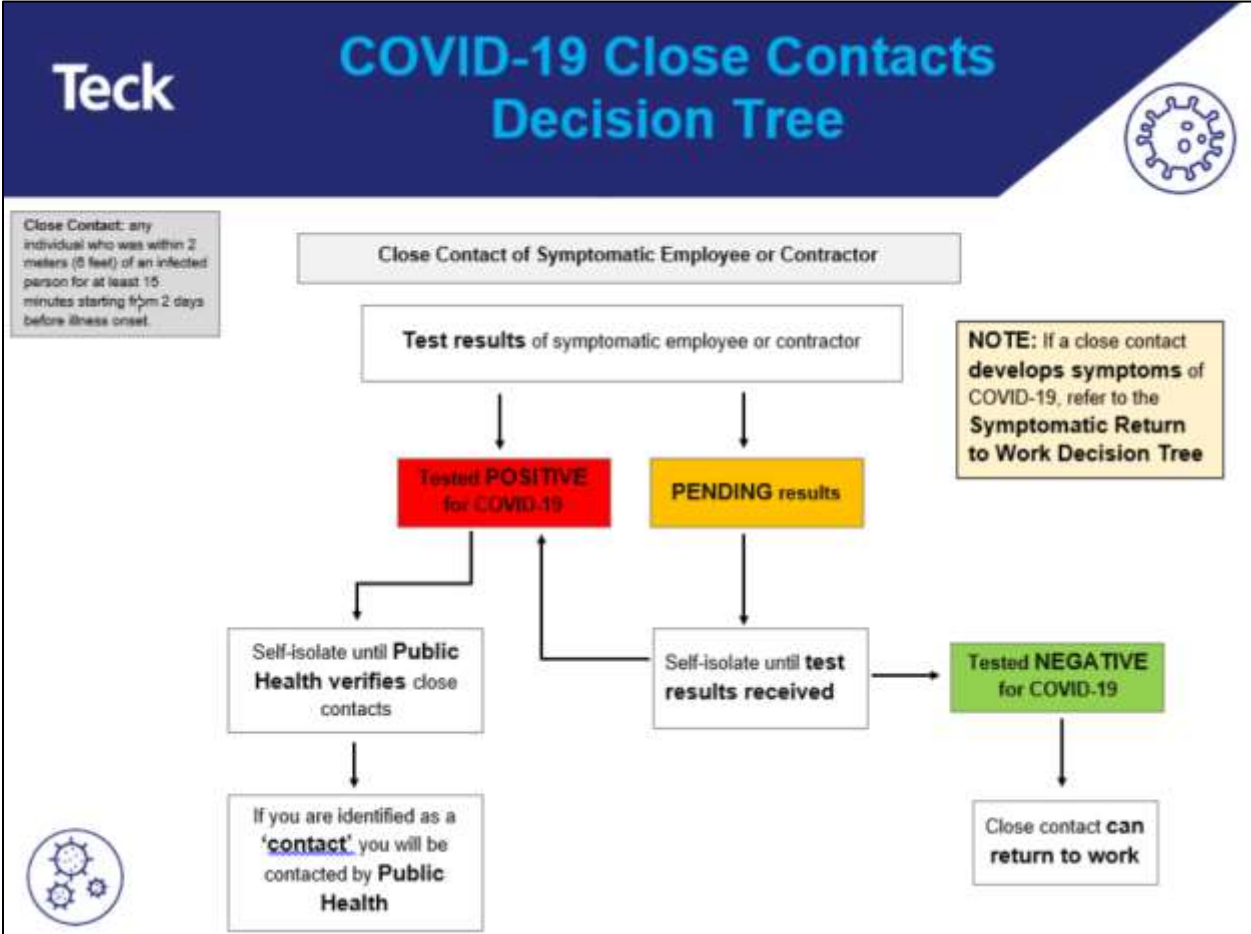 Teck
COVID-19 Close Contacts
Decision Tree
Close Contact: any
individual who was within 2
meters (6 feet) of an infected
person for at least 15
minutes starting from 2 days
before illness onset.
Close Contact of Symptomatic Employee or Contractor
Test results of symptomatic employee or contractor
NOTE: If a close contact
develops symptoms of
COVID-19, refer to the
Symptomatic Return
to Work Decision Tree
Tested POSITIVE
for COVID-19
PENDING results
Self-isolate until Public
Health verifies close
contacts
Self-isolate until test
results received
Tested NEGATIVE
for COVID-19
If you are identified as a
‘contact’ you will be
contacted by Public
Health
Close contact can
return to work